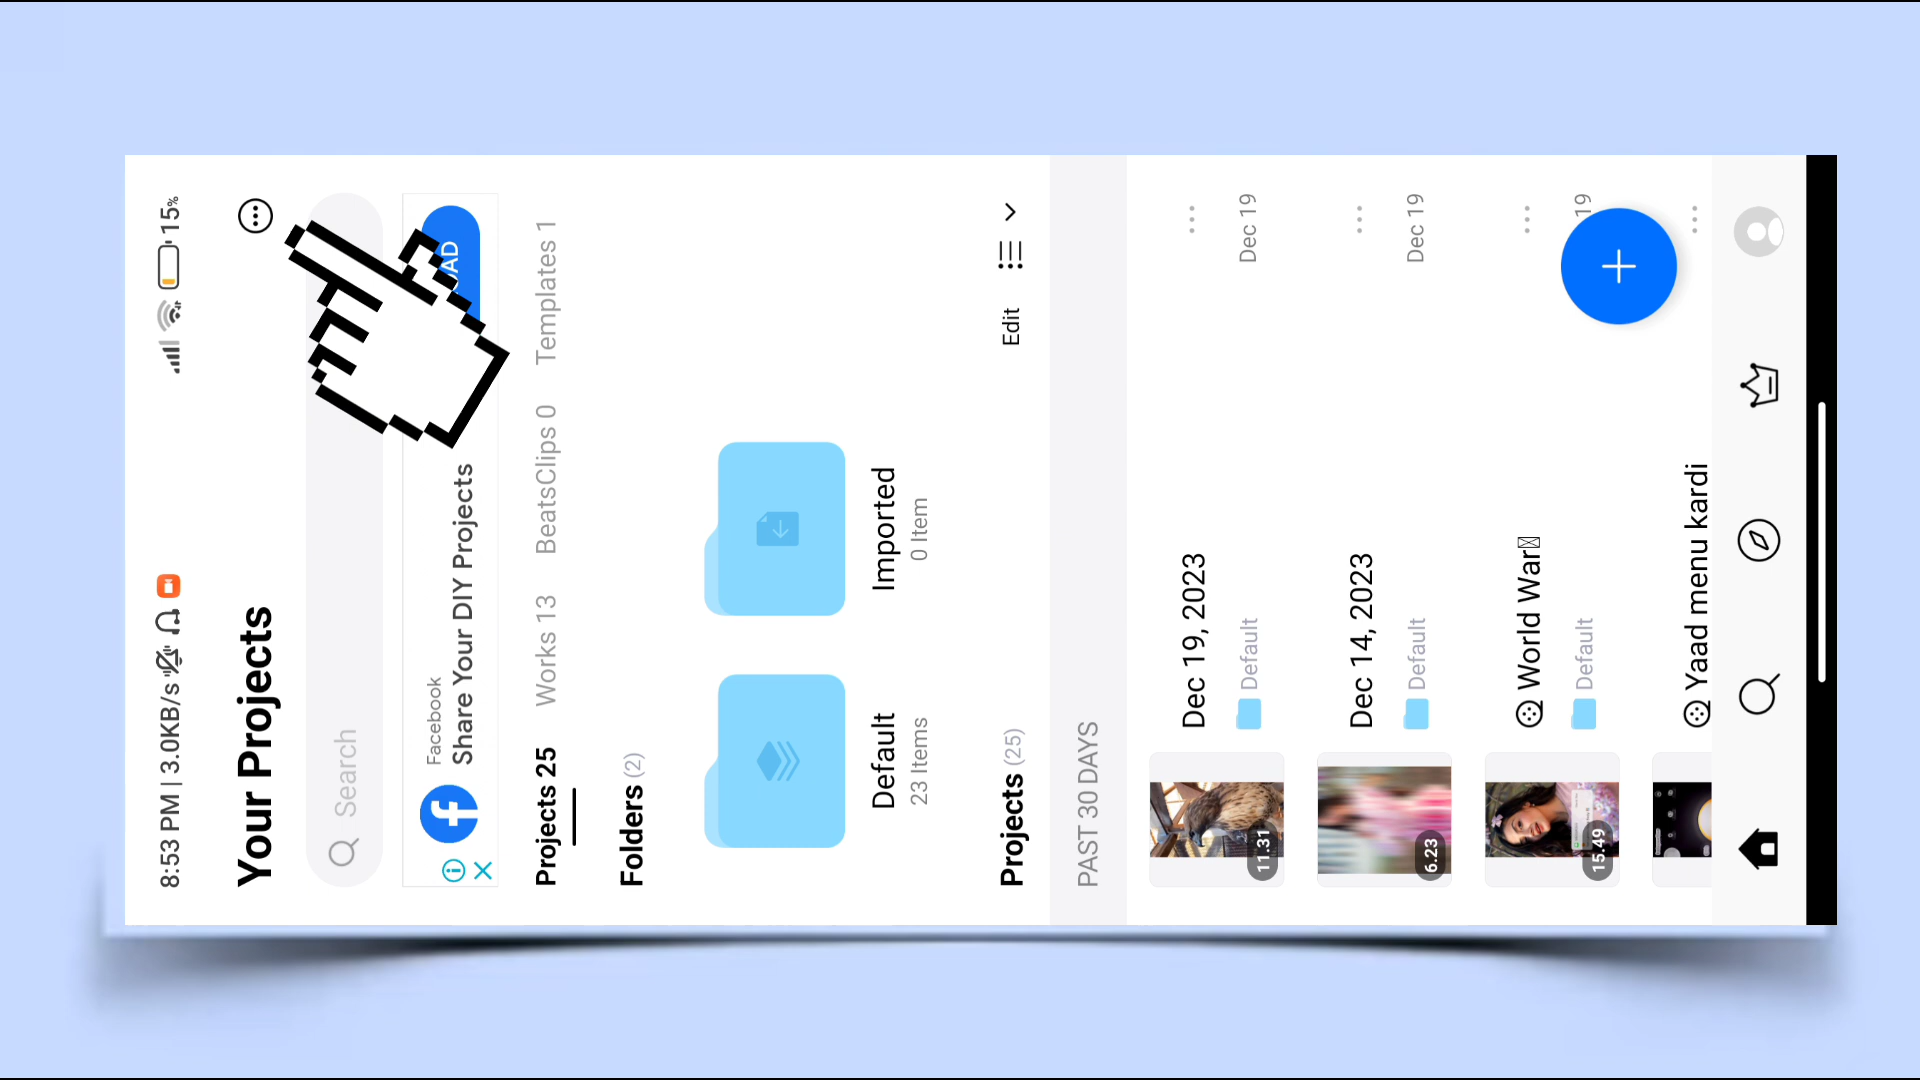 8:53 PM | 3.0KB/s
15%
Your Projects
Search
Facebook
Share Your DIY Projects
Projects 25 Works 13 BeatsClips 0 Templates 1
Folders (2)
Default
23 Items
Imported
0 Item
Projects (25)
Edit
PAST 30 DAYS
Dec 19, 2023
Default
Dec 19
11.31
Dec 14, 2023
Default
Dec 19
6.23
World War
Default
19
15.49
Yaad menu kardi